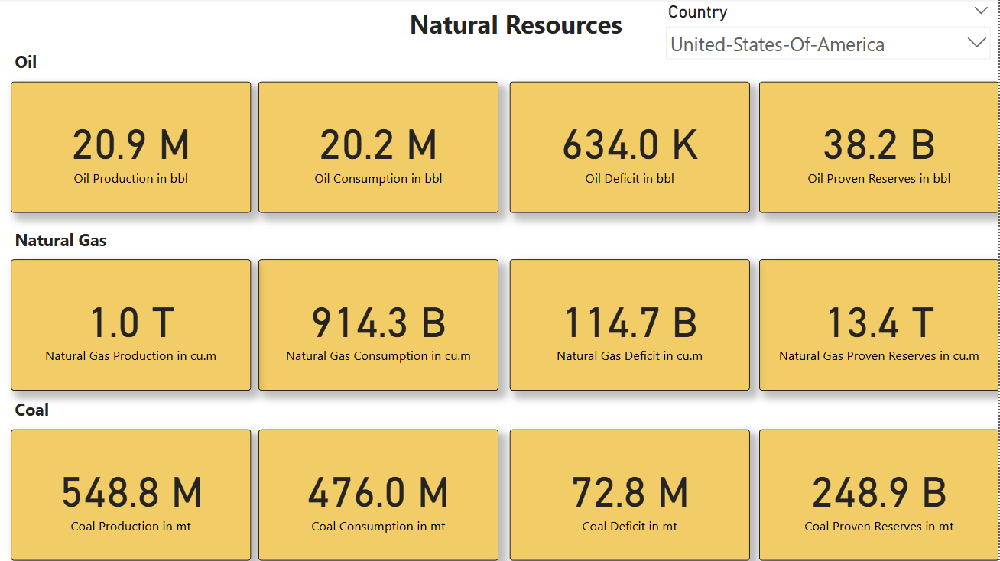 Natural Resources
Country
United-States-Of-America
Oil
20.9 M
Oil Production in bbl
20.2 M
Oil Consumption in bbl
634.0 K
Oil Deficit in bbl
38.2 B
Oil Proven Reserves in bbl
Natural Gas
1.0 T
Natural Gas Production in cu.m
914.3 B
Natural Gas Consumption in cu.m
114.7 B
Natural Gas Deficit in cu.m
13.4 T
Natural Gas Proven Reserves in cu.m
Coal
548.8 M
Coal Production in mt
476.0 M
Coal Consumption in mt
72.8 M
Coal Deficit in mt
248.9 B
Coal Proven Reserves in mt